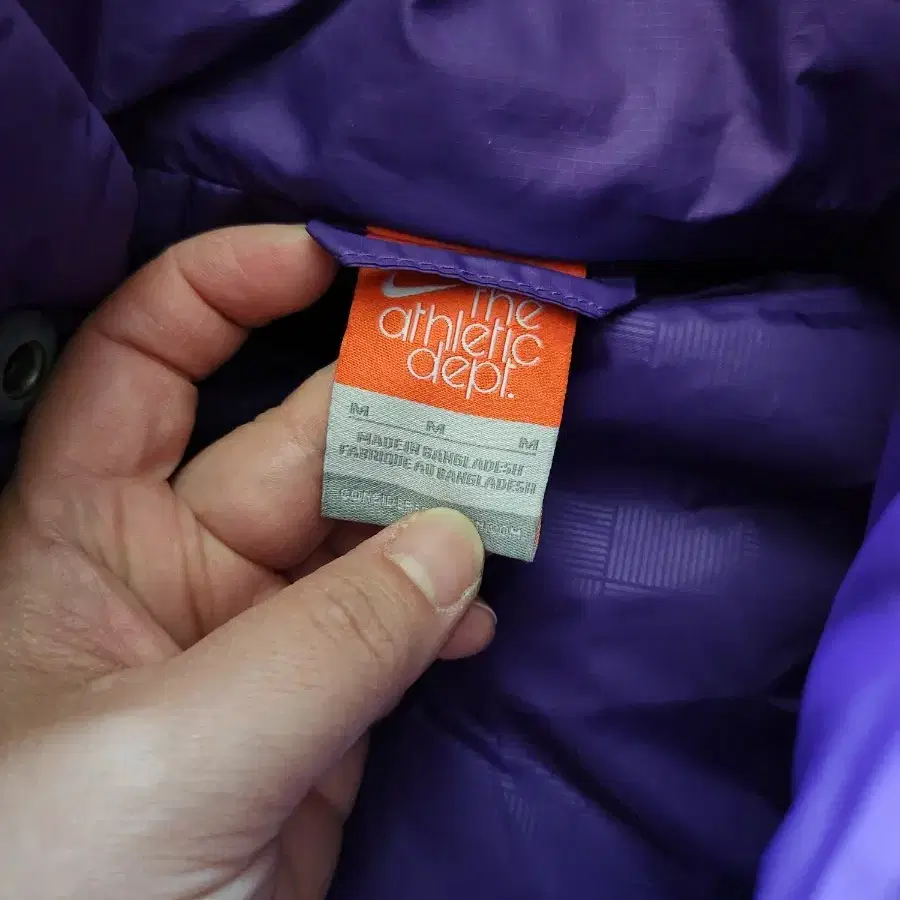 The
athletic
dept.
M
M
M
MADE IN BANGLADESH
FABRIQUE AU BANGLADESH